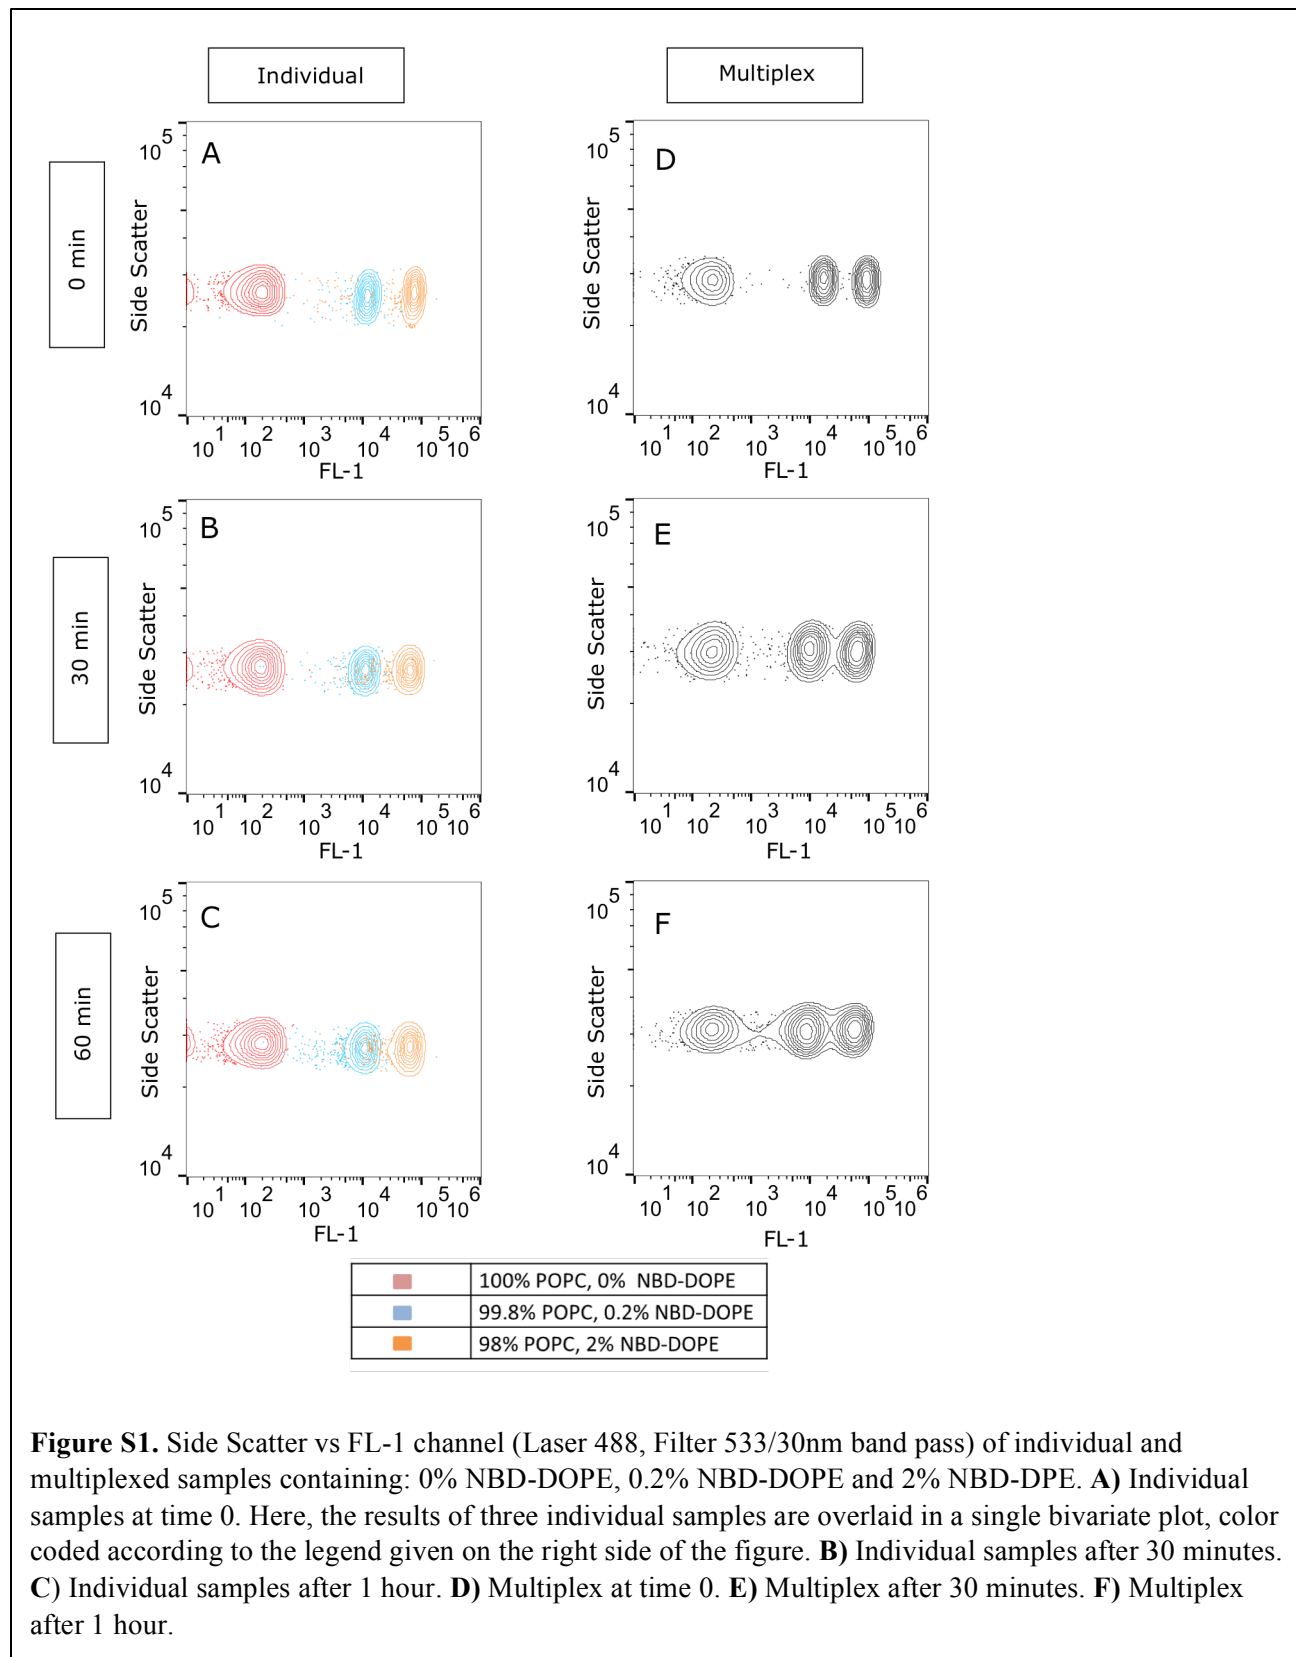 Individual
Multiplex
0 min
A
10^5
Side Scatter
10^4
10^1 10^2 10^3 10^4 10^5 10^6
FL-1
D
10^5
Side Scatter
10^4
10^1 10^2 10^3 10^4 10^5 10^6
FL-1
30 min
B
10^5
Side Scatter
10^4
10^1 10^2 10^3 10^4 10^5 10^6
FL-1
E
10^5
Side Scatter
10^4
10^1 10^2 10^3 10^4 10^5 10^6
FL-1
60 min
C
10^5
Side Scatter
10^4
10^1 10^2 10^3 10^4 10^5 10^6
FL-1
F
10^5
Side Scatter
10^4
10^1 10^2 10^3 10^4 10^5 10^6
FL-1
100% POPC, 0% NBD-DOPE
99.8% POPC, 0.2% NBD-DOPE
98% POPC, 2% NBD-DOPE
Figure S1. Side Scatter vs FL-1 channel (Laser 488, Filter 533/30nm band pass) of individual and
multiplexed samples containing: 0% NBD-DOPE, 0.2% NBD-DOPE and 2% NBD-DPE. A) Individual
samples at time 0. Here, the results of three individual samples are overlaid in a single bivariate plot, color
coded according to the legend given on the right side of the figure. B) Individual samples after 30 minutes.
C) Individual samples after 1 hour. D) Multiplex at time 0. E) Multiplex after 30 minutes. F) Multiplex
after 1 hour.